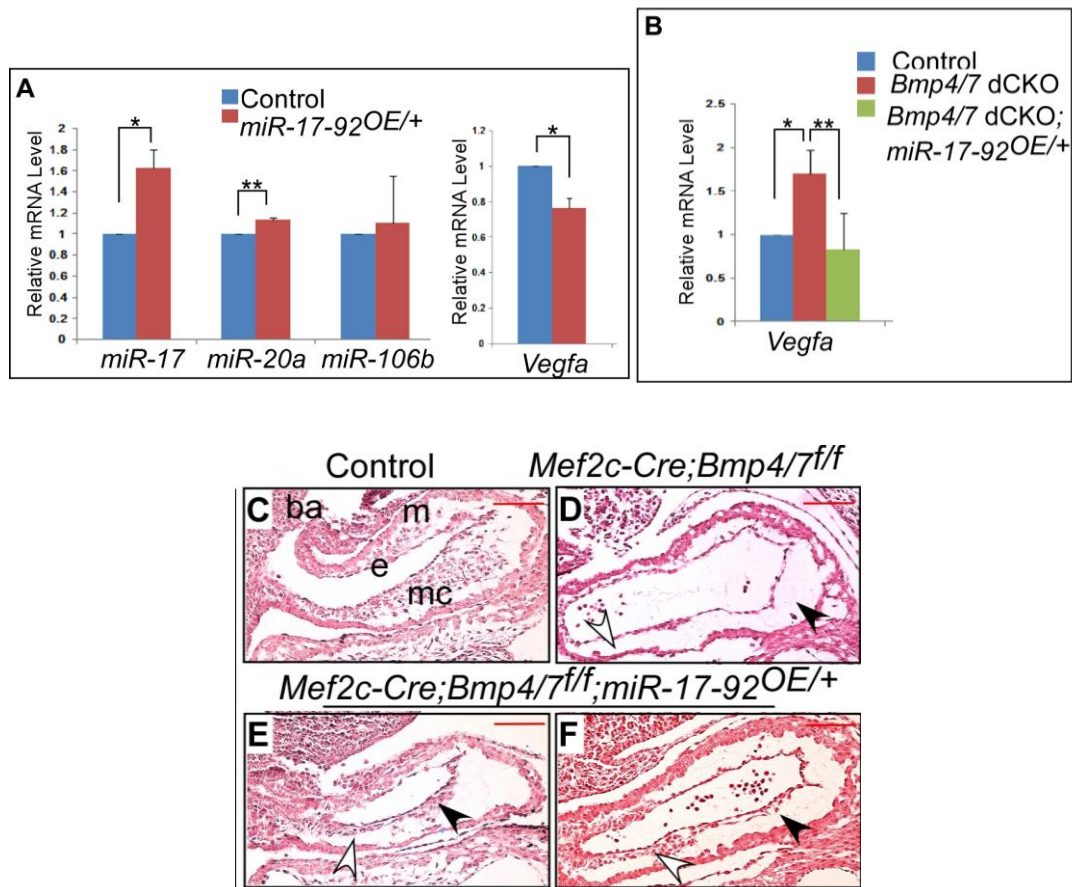 A
Control
miR-17-92OE/+
Relative mRNA Level
2
1.8
1.6
1.4
1.2
1
0.8
0.6
0.4
0.2
0
*
**
miR-17
miR-20a
miR-106b
Relative mRNA Level
1.2
1
0.8
0.6
0.4
0.2
0
*
Vegfa
B
Control
Bmp4/7 dCKO
Bmp4/7 dCKO;
miR-17-92OE/+
Relative mRNA Level
2.5
2
1.5
1
0.5
0
*
**
Vegfa
Control
Mef2c-Cre;Bmp4/7f/f
C
ba
m
e
mc
D
Mef2c-Cre;Bmp4/7f/f;miR-17-92OE/+
E
F